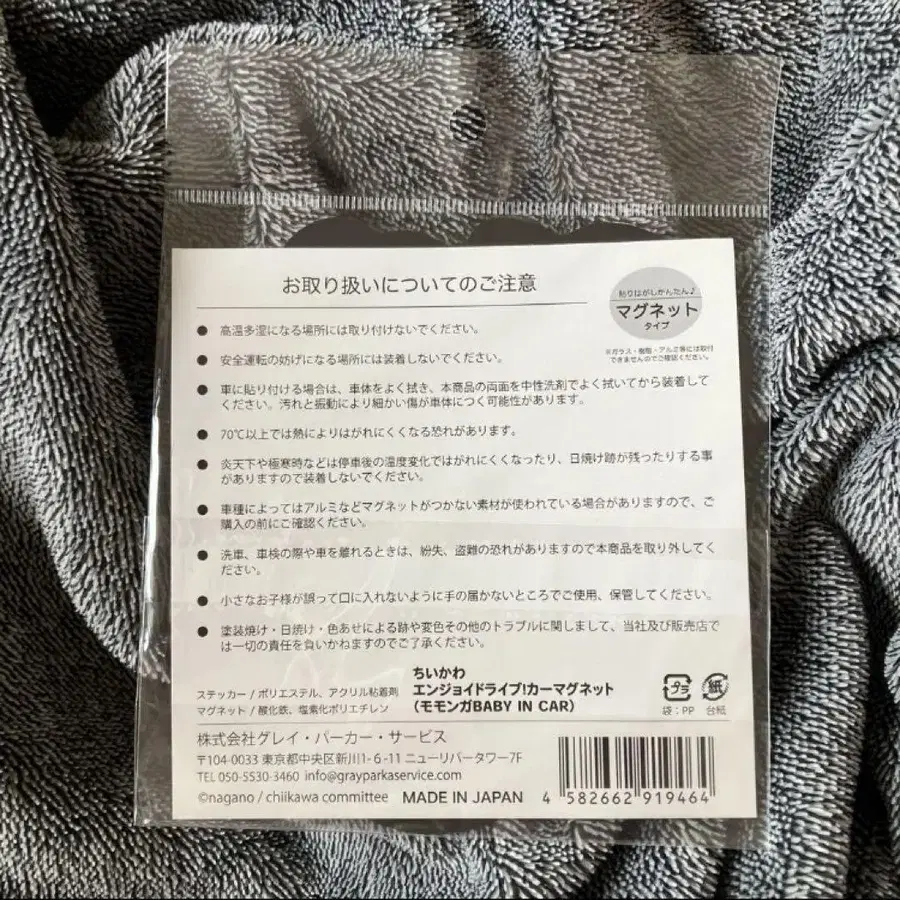 お取り扱いについてのご注意
貼りはがしかんたん♪
マグネット
タイプ
※ガラス・樹脂・アルミ等には取付
できませんのでご確認ください。
● 高温多湿になる場所には取り付けないでください。
● 安全運転の妨げになる場所には装着しないでください。
● 車に貼り付ける場合は、車体をよく拭き、本商品の両面を中性洗剤でよく拭いてから装着して
ください。汚れと振動により細かい傷が車体につく可能性があります。
● 70℃以上では熱によりはがれにくくなる恐れがあります。
● 炎天下や極寒時などは停車後の温度変化ではがれにくくなったり、日焼け跡が残ったりする事
がありますので装着しないでください。
● 車種によってはアルミなどマグネットがつかない素材が使われている場合がありますので、ご
購入の前にご確認ください。
● 洗車、車検の際や車を離れるときは、紛失、盗難の恐れがありますので本商品を取り外してく
ださい。
● 小さなお子様が誤って口に入れないように手の届かないところでご使用、保管してください。
● 塗装焼け・日焼け・色あせによる跡や変色その他のトラブルに関しまして、当社及び販売店で
は一切の責任を負いかねますのでご了承ください。
ステッカー / ポリエステル、アクリル粘着剤
マグネット / 酸化鉄、塩素化ポリエチレン
ちいかわ
エンジョイドライブ!カーマグネット
(モモンガBABY IN CAR)
プラ 紙
袋:PP 台紙
株式会社グレイ・パーカー・サービス
〒104-0033 東京都中央区新川1-6-11 ニューリバータワー7F
TEL 050-5530-3460 info@grayparkaservice.com
©nagano / chiikawa committee MADE IN JAPAN
4 582662 919464